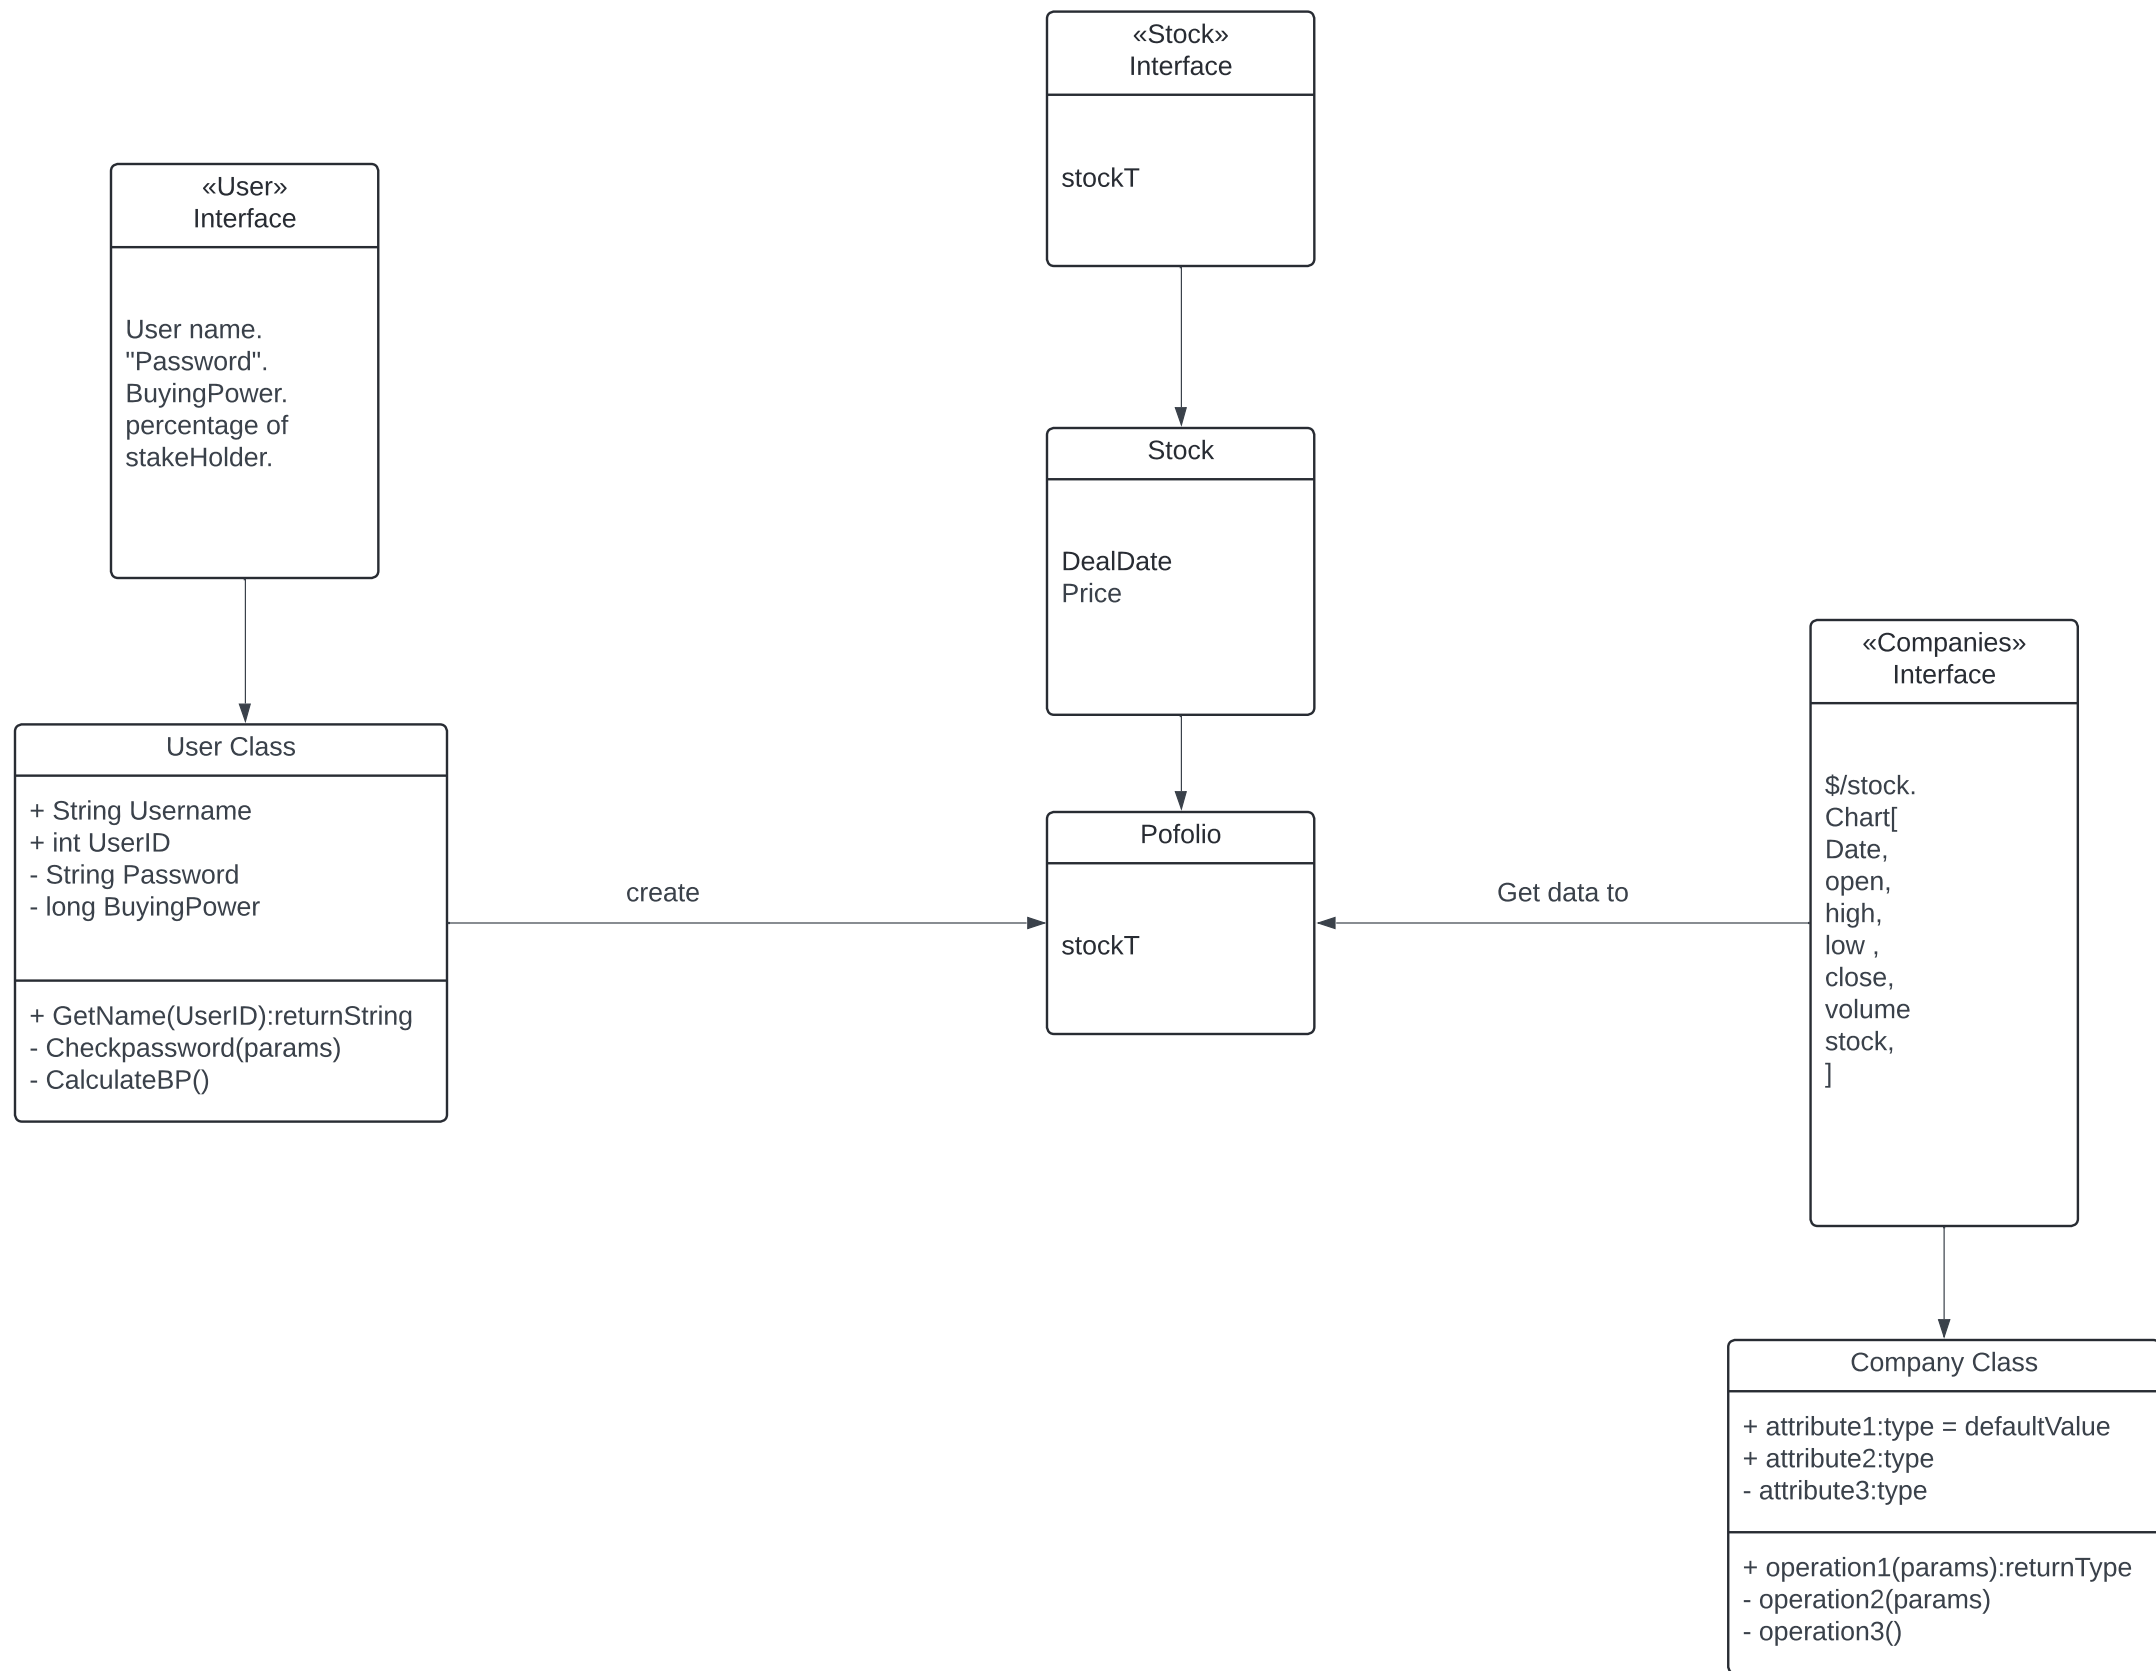 «Stock»
Interface
stockT
«User»
Interface
User name.
"Password".
BuyingPower.
percentage of
stakeHolder.
Stock
DealDate
Price
«Companies»
Interface
$/stock.
Chart[
Date,
open,
high,
low ,
close,
volume
stock,
]
User Class
+ String Username
+ int UserID
- String Password
- long BuyingPower
+ GetName(UserID):returnString
- Checkpassword(params)
- CalculateBP()
create
Pofolio
stockT
Get data to
Company Class
+ attribute1:type = defaultValue
+ attribute2:type
- attribute3:type
+ operation1(params):returnType
- operation2(params)
- operation3()